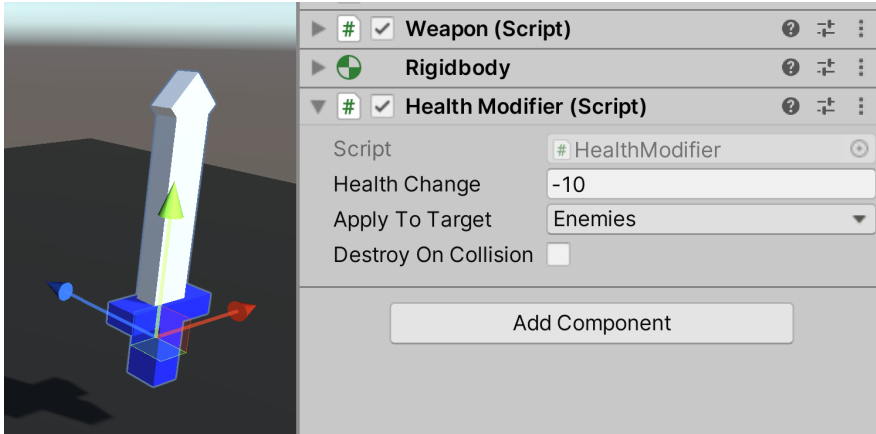 Weapon (Script)
Rigidbody
Health Modifier (Script)
Script # HealthModifier
Health Change -10
Apply To Target Enemies
Destroy On Collision
Add Component